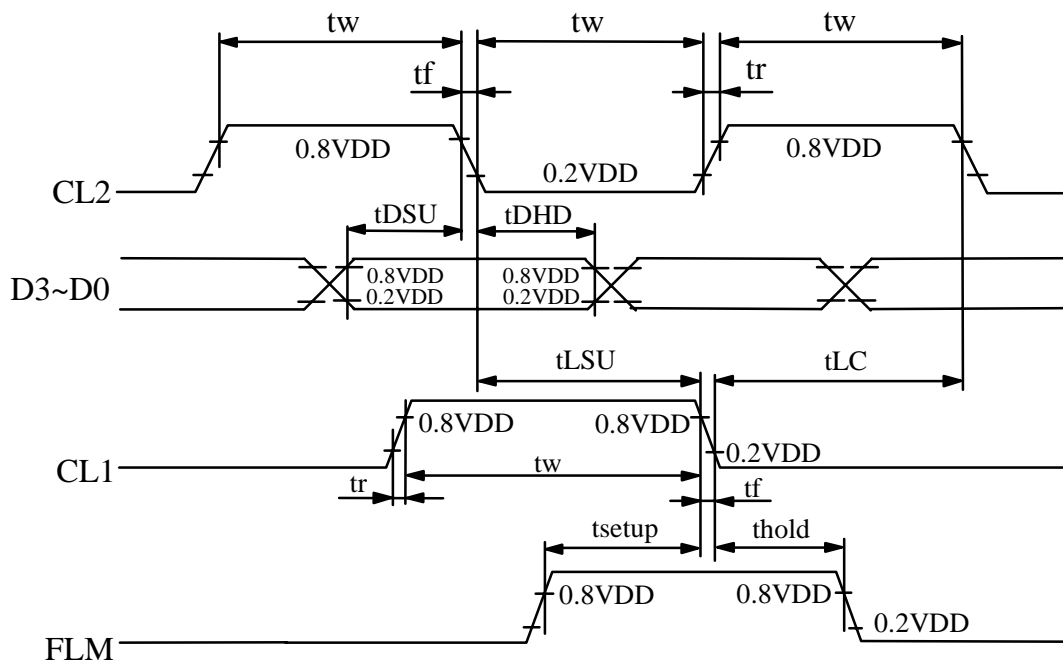 tw tw tw
tf tr
0.8VDD 0.2VDD 0.8VDD
CL2
tDSU tDHD
D3~D0
0.8VDD 0.8VDD
0.2VDD 0.2VDD
tLSU tLC
0.8VDD 0.8VDD
0.2VDD
CL1
tw
tr tf
tsetup thold
0.8VDD 0.8VDD
0.2VDD
FLM